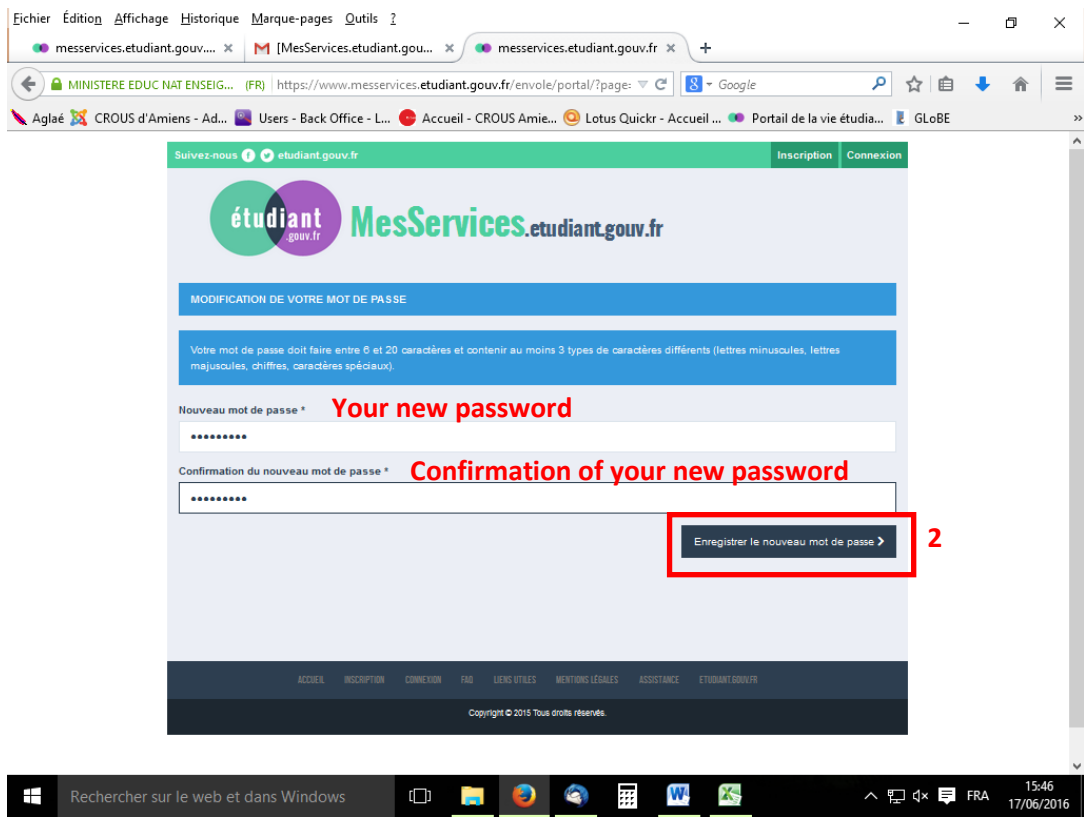 Fichier Édition Affichage Historique Marque-pages Outils ?
messervices.etudiant.gouv.... × [MesServices.etudiant.gou... × messervices.etudiant.gouv.fr × +
MINISTERE EDUC NAT ENSEIG... (FR) https://www.messervices.etudiant.gouv.fr/envole/portal/?page: 8 Google
Aglaé CROUS d'Amiens - Ad... Users - Back Office - L... Accueil - CROUS Amie... Lotus Quickr - Accueil ... Portail de la vie étudia... GLoBE »
Suivez-nous etudiant.gouv.fr Inscription Connexion
étudiant
.gouv.fr
MesServices.etudiant.gouv.fr
MODIFICATION DE VOTRE MOT DE PASSE
Votre mot de passe doit faire entre 6 et 20 caractères et contenir au moins 3 types de caractères différents (lettres minuscules, lettres
majuscules, chiffres, caractères spéciaux).
Nouveau mot de passe * Your new password
•••••••••
Confirmation du nouveau mot de passe * Confirmation of your new password
•••••••••
Enregistrer le nouveau mot de passe 2
ACCUEIL INSCRIPTION CONNEXION FAQ LIENS UTILES MENTIONS LÉGALES ASSISTANCE ETUDIANT.GOUV.FR
Copyright © 2015 Tous droits réservés.
Rechercher sur le web et dans Windows FRA 15:46
17/06/2016